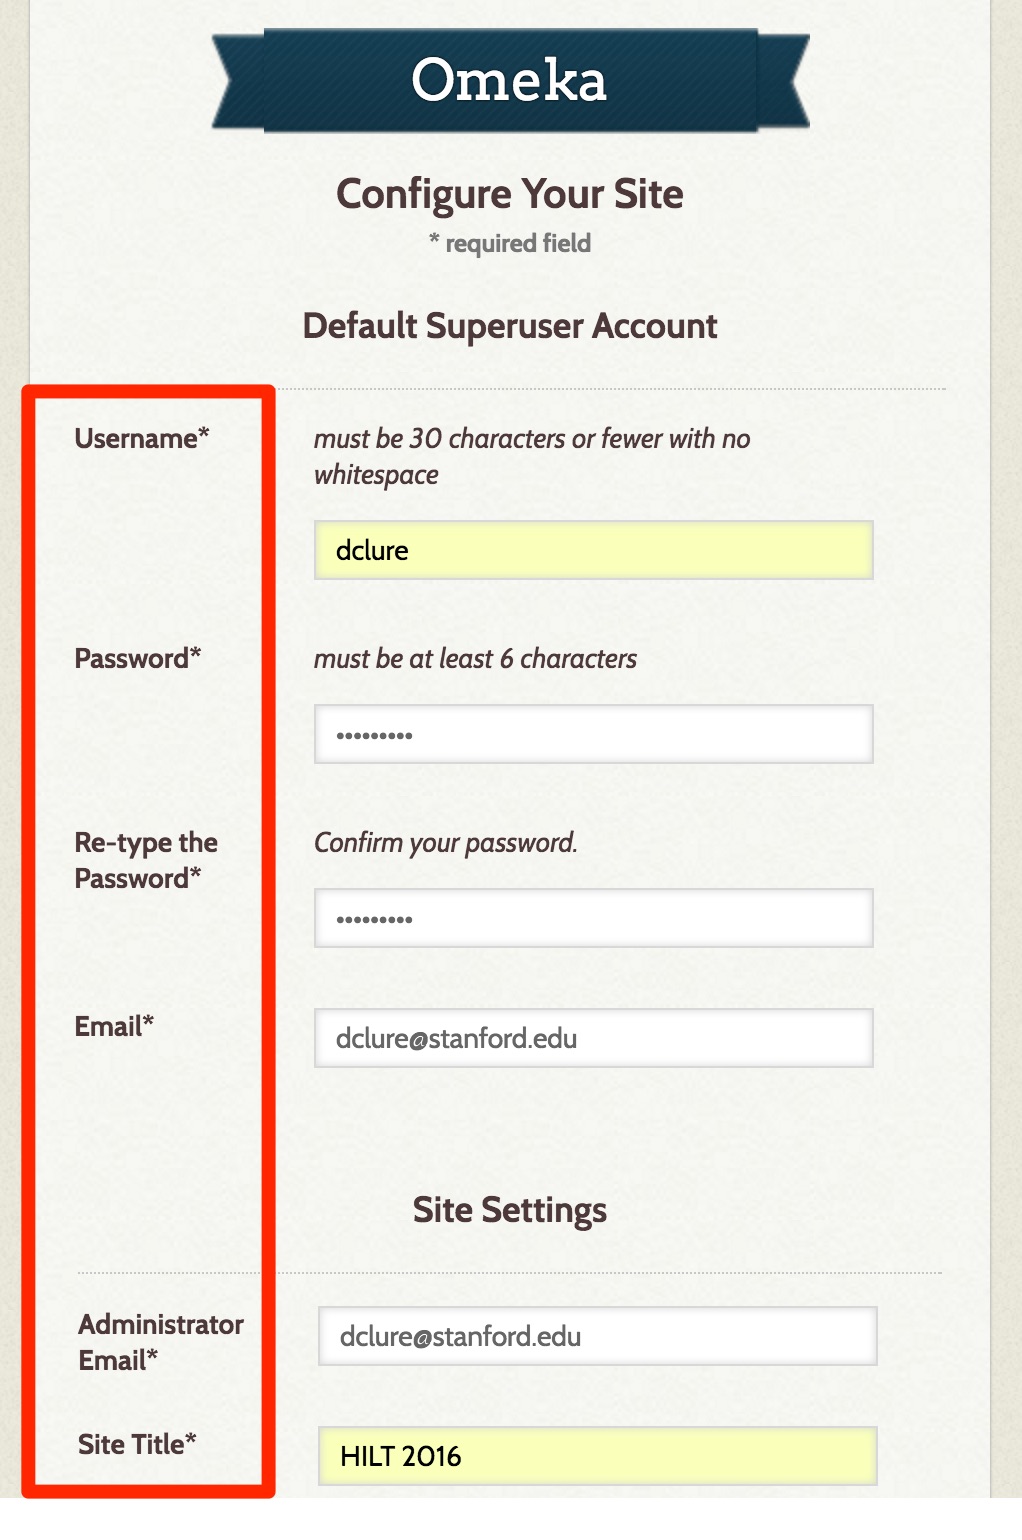 Omeka
Configure Your Site
* required field
Default Superuser Account
Username*
must be 30 characters or fewer with no
whitespace
dclure
Password*
must be at least 6 characters
•••••••••
Re-type the
Password*
Confirm your password.
•••••••••
Email*
dclure@stanford.edu
Site Settings
Administrator
Email*
dclure@stanford.edu
Site Title*
HILT 2016